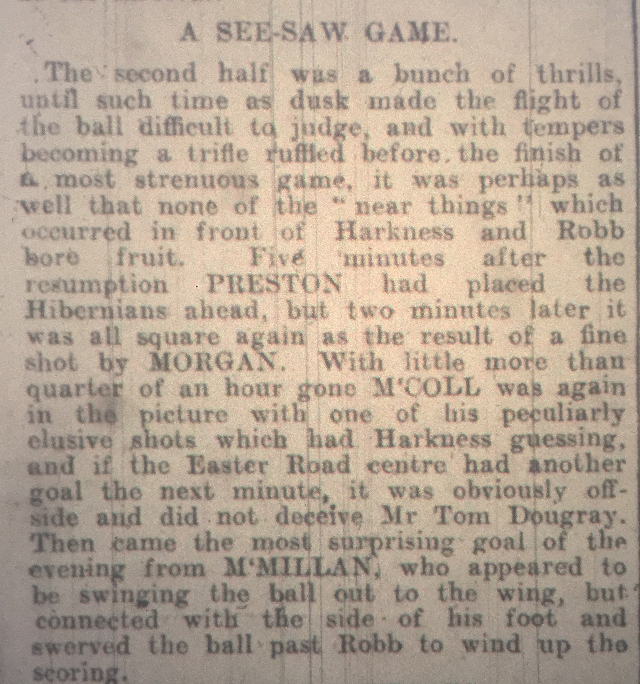 A SEE-SAW GAME.
The second half was a bunch of thrills,
until such time as dusk made the flight of
the ball difficult to judge, and with tempers
becoming a trifle ruffled before the finish of
a most strenuous game, it was perhaps as
well that none of the "near things" which
occurred in front of Harkness and Robb
bore fruit. Five minutes after the
resumption PRESTON had placed the
Hibernians ahead, but two minutes later it
was all square again as the result of a fine
shot by MORGAN. With little more than
quarter of an hour gone M'COLL was again
in the picture with one of his peculiarly
elusive shots which had Harkness guessing,
and if the Easter Road centre had another
goal the next minute, it was obviously off-
side and did not deceive Mr Tom Dougray.
Then came the most surprising goal of the
evening from M'MILLAN, who appeared to
be swinging the ball out to the wing, but
connected with the side of his foot and
swerved the ball past Robb to wind up the
scoring.